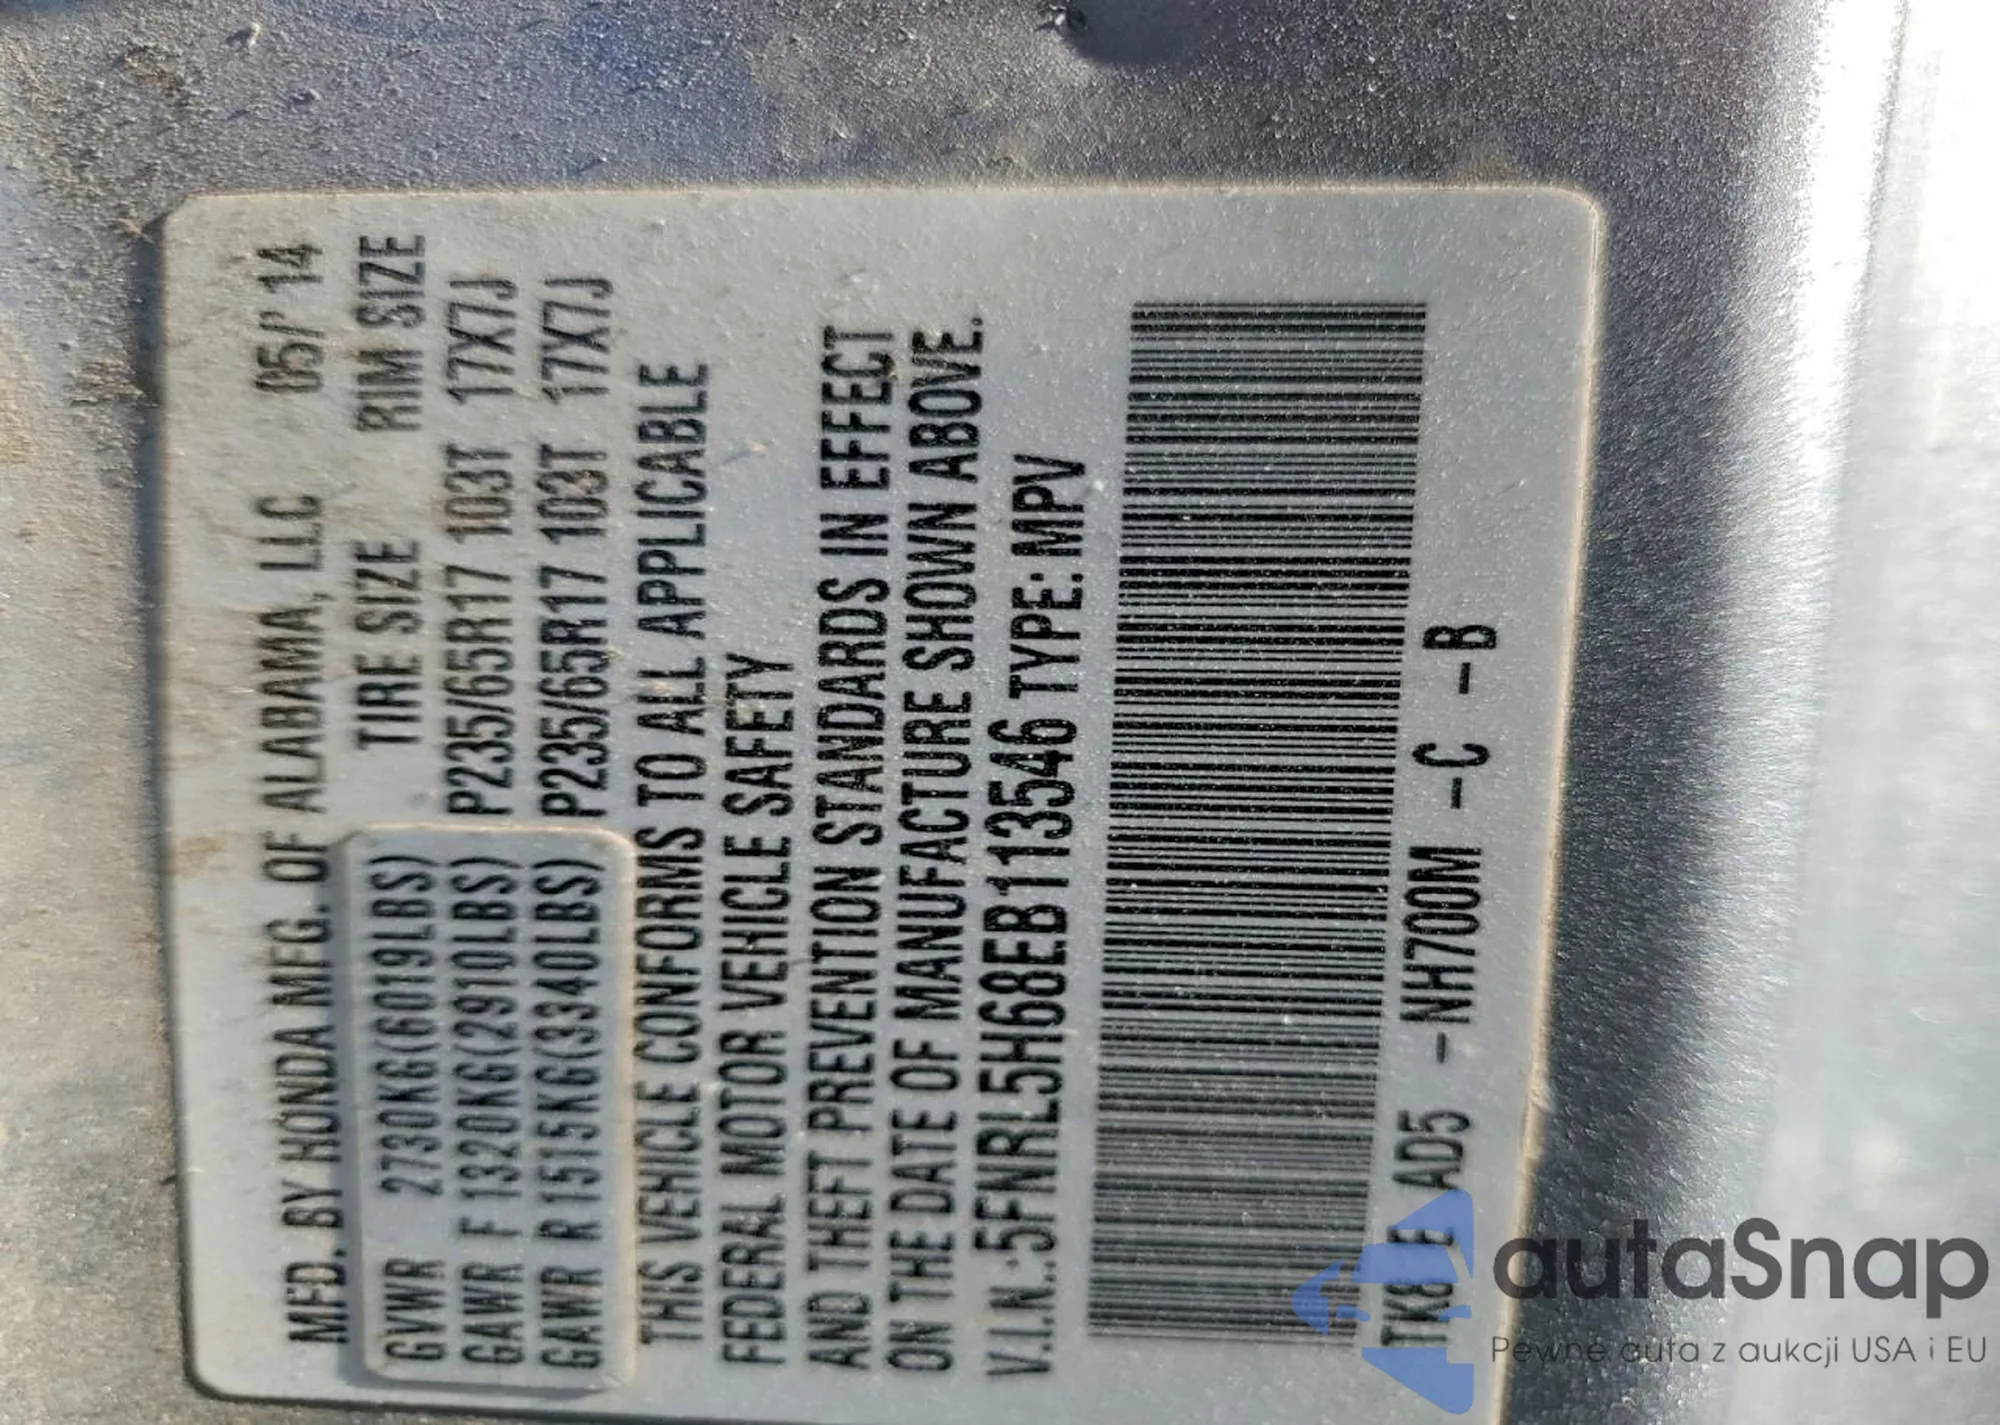 MFD. BY HONDA MFG. OF ALABAMA, LLC 05/'14
TIRE SIZE RIM SIZE
GVWR 2730KG(6019LBS)
GAWR F 1320KG(2910LBS) P235/65R17 103T 17X7J
GAWR R 1515KG(3340LBS) P235/65R17 103T 17X7J
THIS VEHICLE CONFORMS TO ALL APPLICABLE
FEDERAL MOTOR VEHICLE SAFETY
AND THEFT PREVENTION STANDARDS IN EFFECT
ON THE DATE OF MANUFACTURE SHOWN ABOVE.
V.I.N.:5FNRL5H68EB113546 TYPE: MPV
TK8 E AD5 -NH700M -C -B
autaSnap
Pewne auta z aukcji USA i EU